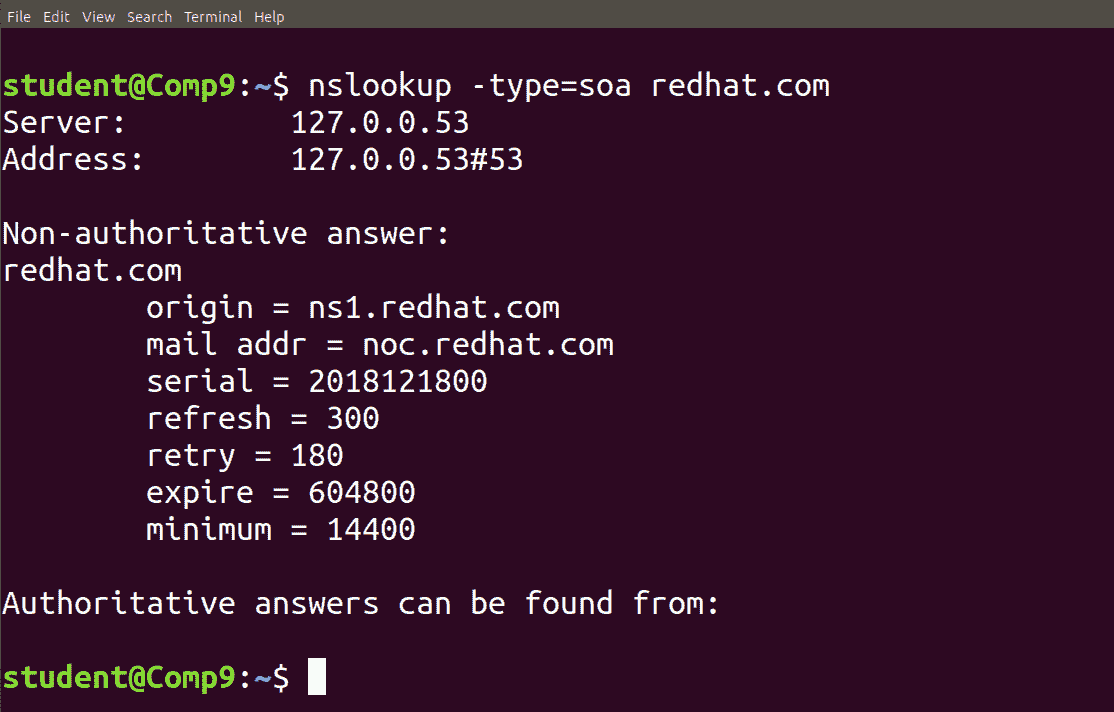 File Edit View Search Terminal Help
student@Comp9:~$ nslookup -type=soa redhat.com
Server: 127.0.0.53
Address: 127.0.0.53#53
Non-authoritative answer:
redhat.com
origin = ns1.redhat.com
mail addr = noc.redhat.com
serial = 2018121800
refresh = 300
retry = 180
expire = 604800
minimum = 14400
Authoritative answers can be found from:
student@Comp9:~$